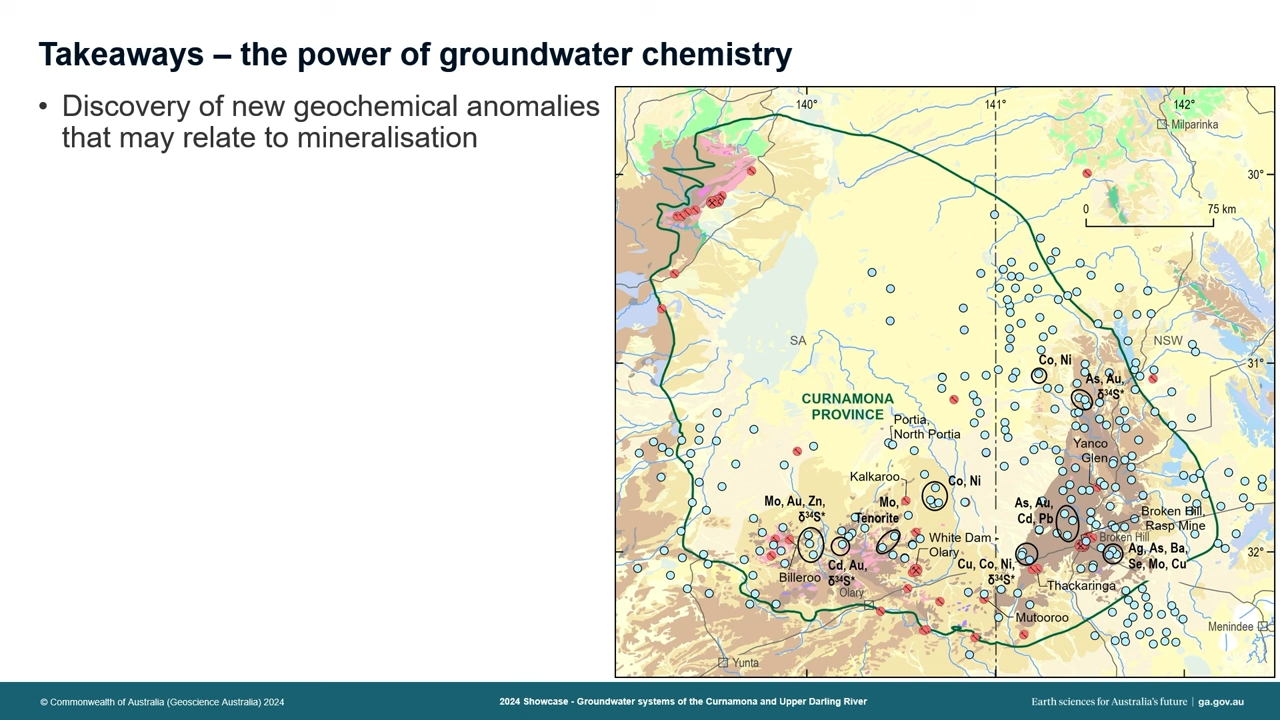 Takeaways – the power of groundwater chemistry
• Discovery of new geochemical anomalies
that may relate to mineralisation
140°
141°
142°
Milparinka
30°
0
75 km
SA
NSW
31°
Co, Ni
As, Au,
δ³⁴S*
CURNAMONA
PROVINCE
Portia,
North Portia
Yanco
Glen
Kalkaroo
Co, Ni
Mo, Au, Zn,
δ³⁴S*
Mo,
Tenorite
As, Au,
Cd, Pb
Broken Hill,
Rasp Mine
Broken Hill
White Dam -
Olary
Ag, As, Ba,
Se, Mo, Cu
32°
Billeroo
Cd, Au,
δ³⁴S*
Cu, Co, Ni,
δ³⁴S*
Thackaringa
Olary
Mutooroo
Menindee
Yunta
© Commonwealth of Australia (Geoscience Australia) 2024
2024 Showcase - Groundwater systems of the Curnamona and Upper Darling River
Earth sciences for Australia's future | ga.gov.au